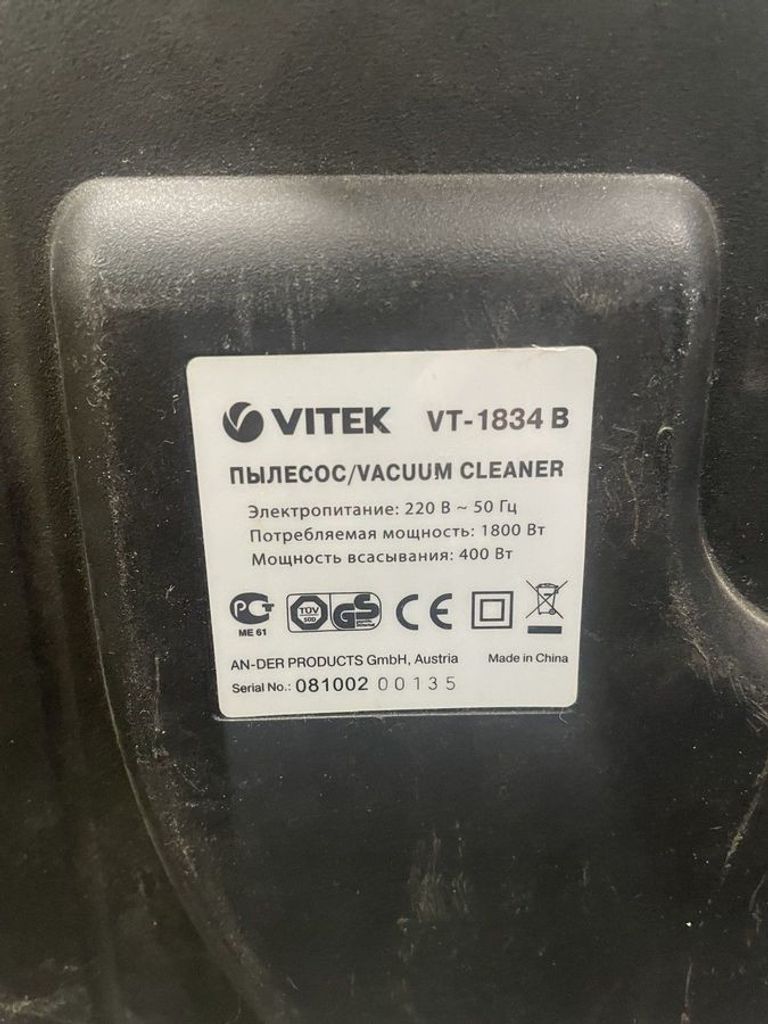 VITEK VT-1834 B
ПЫЛЕСОС/VACUUM CLEANER
Электропитание: 220 В ~ 50 Гц
Потребляемая мощность: 1800 Вт
Мощность всасывания: 400 Вт
РСТ TÜV SÜD GS CE
ME 61
AN-DER PRODUCTS GmbH, Austria Made in China
Serial No.: 081002 00135